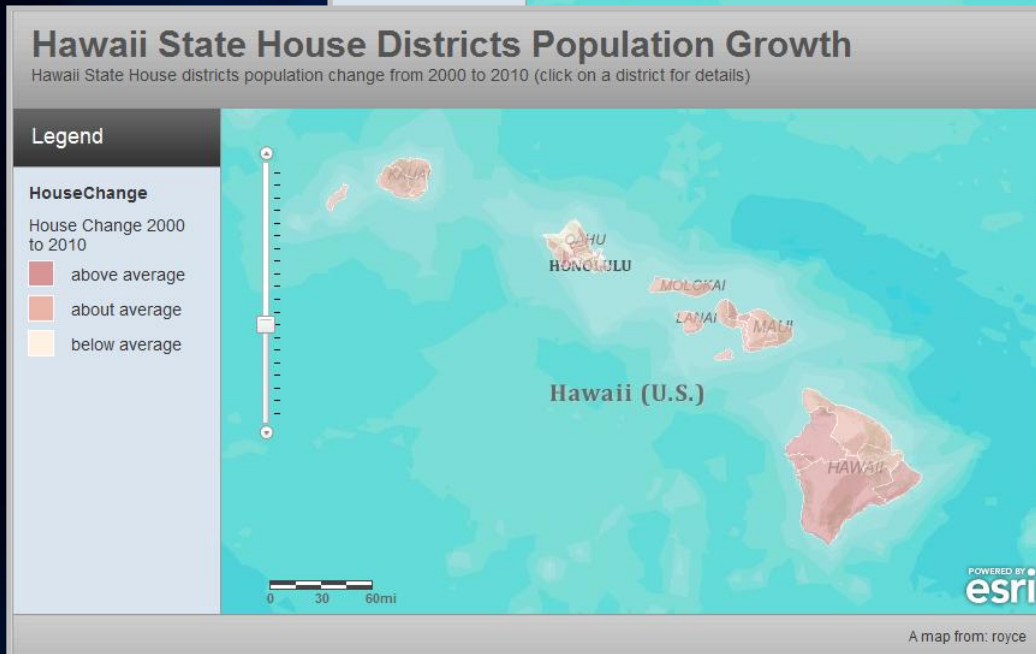 Hawaii State House Districts Population Growth
Hawaii State House districts population change from 2000 to 2010 (click on a district for details)
Legend
HouseChange
House Change 2000
to 2010
above average
about average
below average
KAUAI
OAHU
HONOLULU
MOLOKAI
LANAI
MAUI
Hawaii (U.S.)
HAWAII
0 30 60mi
POWERED BY
esri
A map from: royce